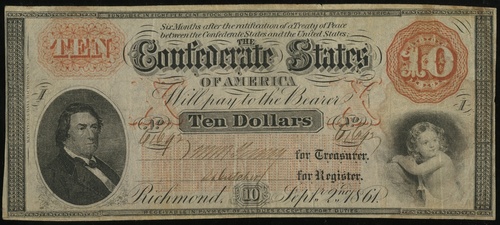 Six Months after the ratification of a Treaty of Peace
between the Confederate States and the United States
THE
TEN
Confederate States
10
OF AMERICA
Will pay to the Bearer
Ten Dollars
for Treasurer.
for Register.
Richmond,
10
Sept. 2nd 1861.